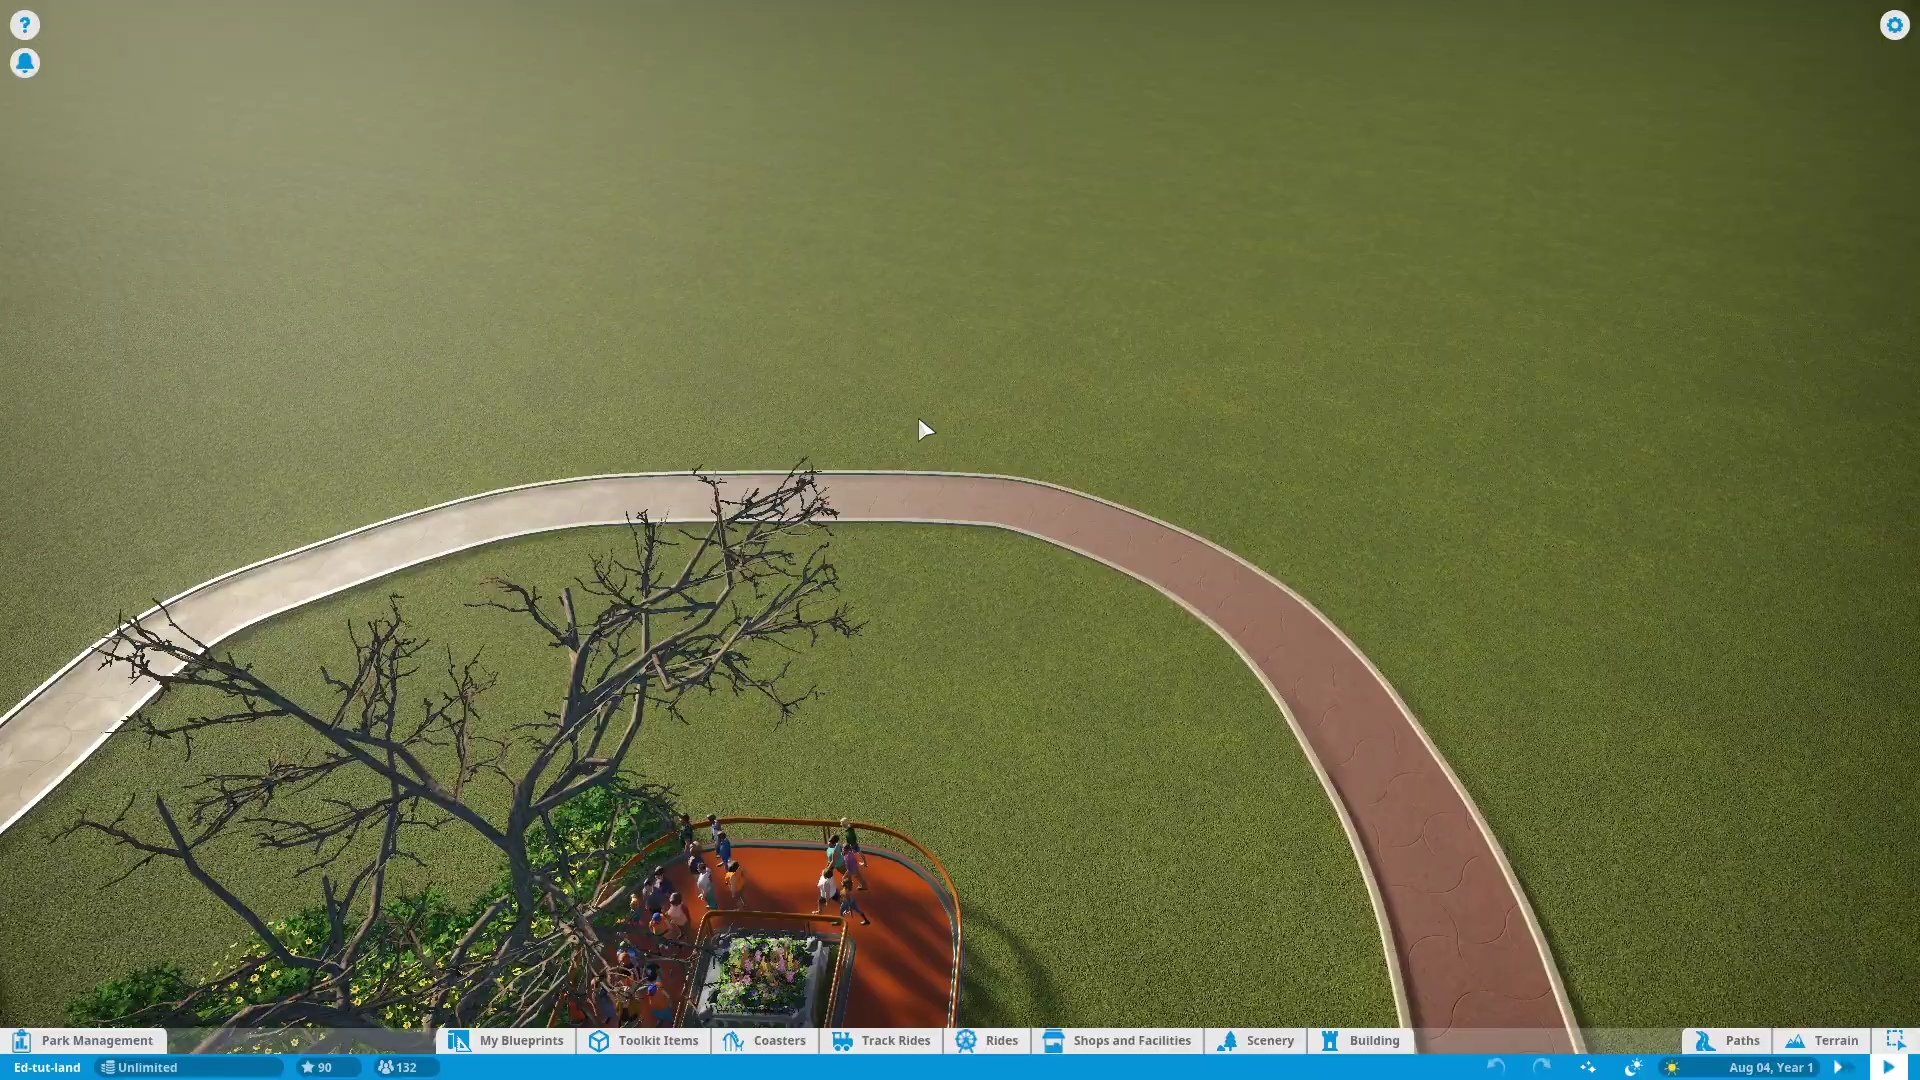 ?
Park Management
My Blueprints
Toolkit Items
Coasters
Track Rides
Rides
Shops and Facilities
Scenery
Building
Paths
Terrain
Ed-tut-land
Unlimited
90
132
Aug 04, Year 1